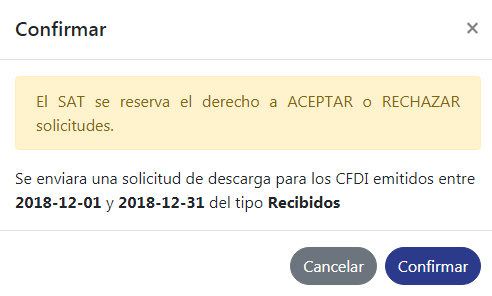 Confirmar ×
El SAT se reserva el derecho a ACEPTAR o RECHAZAR
solicitudes.
Se enviara una solicitud de descarga para los CFDI emitidos entre
2018-12-01 y 2018-12-31 del tipo Recibidos
Cancelar Confirmar